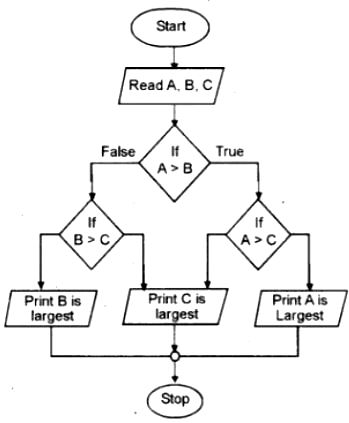 Start
Read A, B, C
False
If
A > B
True
If
B > C
If
A > C
Print B is
largest
Print C is
largest
Print A is
Largest
Stop